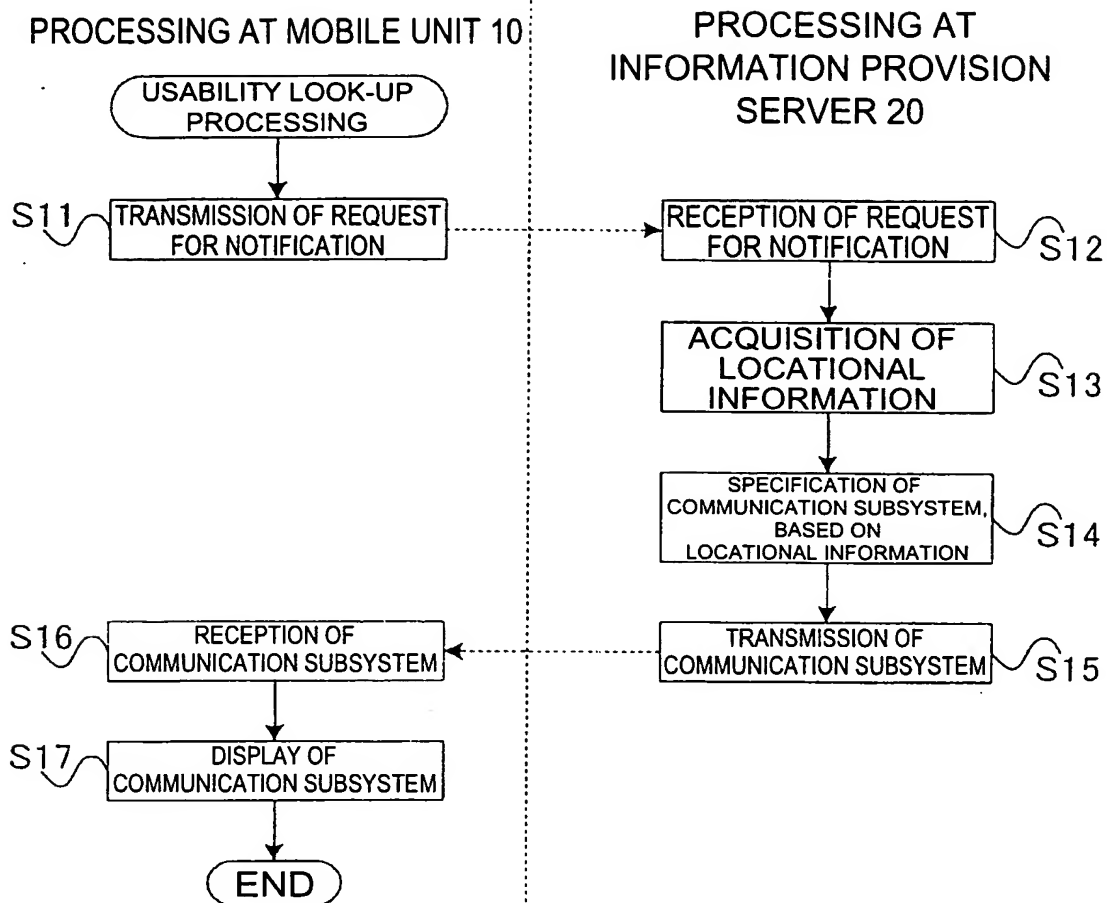 PROCESSING AT MOBILE UNIT 10
PROCESSING AT
INFORMATION PROVISION
SERVER 20
USABILITY LOOK-UP
PROCESSING
S11
TRANSMISSION OF REQUEST
FOR NOTIFICATION
RECEPTION OF REQUEST
FOR NOTIFICATION
S12
ACQUISITION OF
LOCATIONAL
INFORMATION
S13
SPECIFICATION OF
COMMUNICATION SUBSYSTEM,
BASED ON
LOCATIONAL INFORMATION
S14
S16
RECEPTION OF
COMMUNICATION SUBSYSTEM
TRANSMISSION OF
COMMUNICATION SUBSYSTEM
S15
S17
DISPLAY OF
COMMUNICATION SUBSYSTEM
END